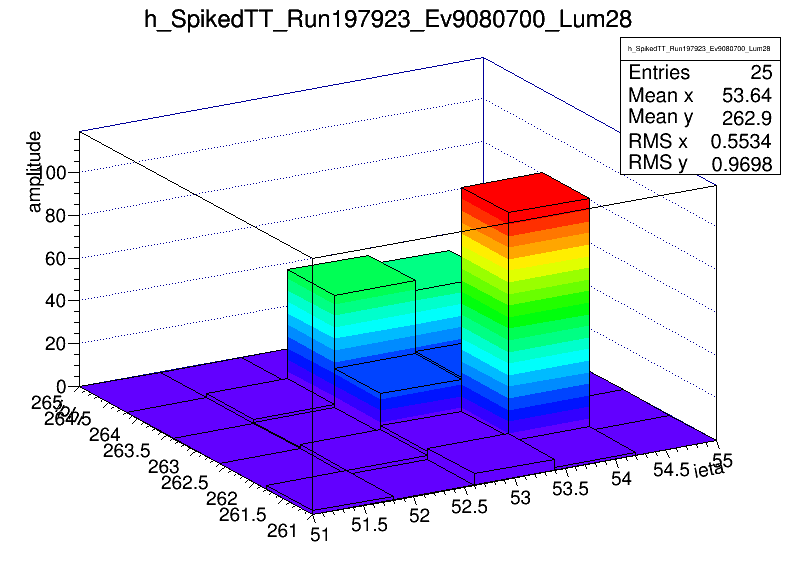 h_SpikedTT_Run197923_Ev9080700_Lum28
h_SpikedTT_Run197923_Ev9080700_Lum28
Entries 25
Mean x 53.64
Mean y 262.9
RMS x 0.5534
RMS y 0.9698
amplitude
100
80
60
40
20
0
265
264.5
264
263.5
263
262.5
262
261.5
261
51
51.5
52
52.5
53
53.5
54
54.5
55
ieta